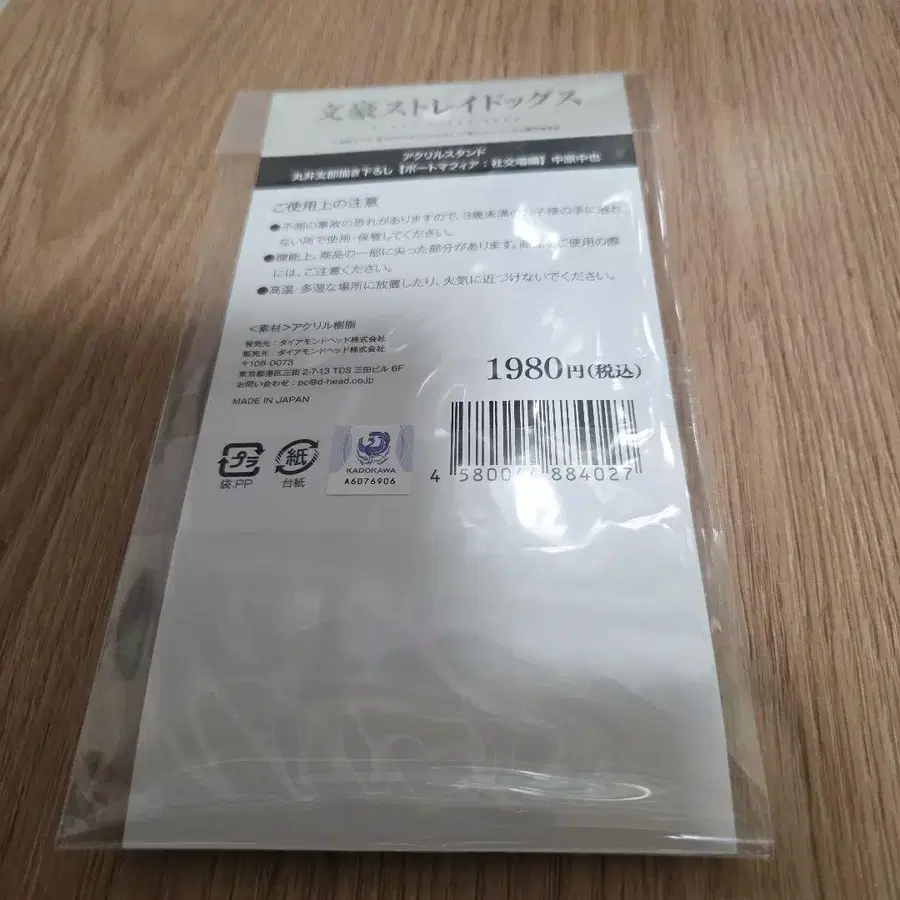 文豪ストレイドッグス
アクリルスタンド
丸井支部描き下ろし【ポートマフィア:社交場面】中原中也
ご使用上の注意
●不測の事故の恐れがありますので、3歳未満の子様の手に触れ
ない所で使用・保管してください。
●機能上、商品の一部に尖った部分があります。商品をご使用の際
には、ご注意ください。
●高温・多湿な場所に放置したり、火気に近づけないでください。
<素材>アクリル樹脂
発売元:ダイアモンドヘッド株式会社
販売元:ダイアモンドヘッド株式会社
〒108-0073
東京都港区三田 2-7-13 TDS 三田ビル 6F
お問い合わせ:pc@d-head.co.jp
MADE IN JAPAN
1980円(税込)
プラ
袋:PP
紙
台紙
KADOKAWA
A6076906
884027